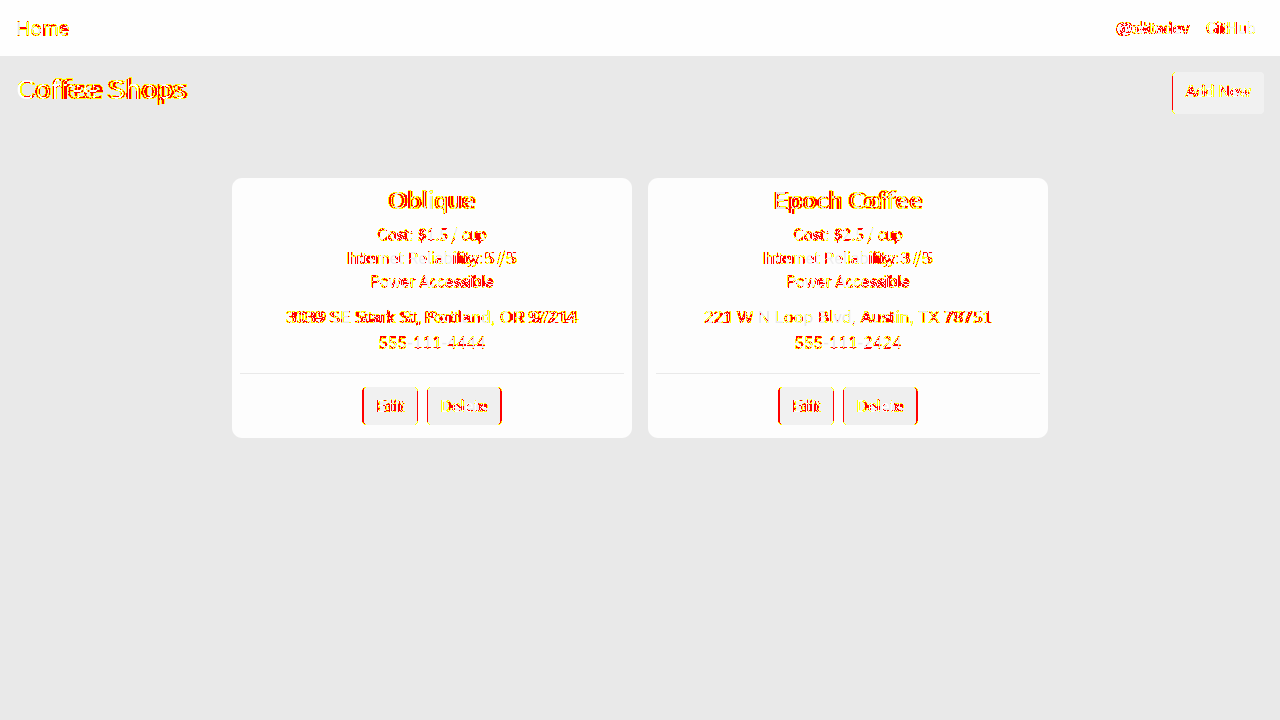 Home
GitHub
Coffee Shops
Add New
Oblique
Cost: $1.5 / cup
Internet Reliability: 5 / 5
Power Accessible
SE Stark St, Portland, OR 97214
555-111-4444
Edit
Delete
Epoch Coffee
Cost: $2.5 / cup
Internet Reliability: 3 / 5
Power Accessible
221 W N Loop Blvd, Austin, TX 78751
555-111-2424
Edit
Delete